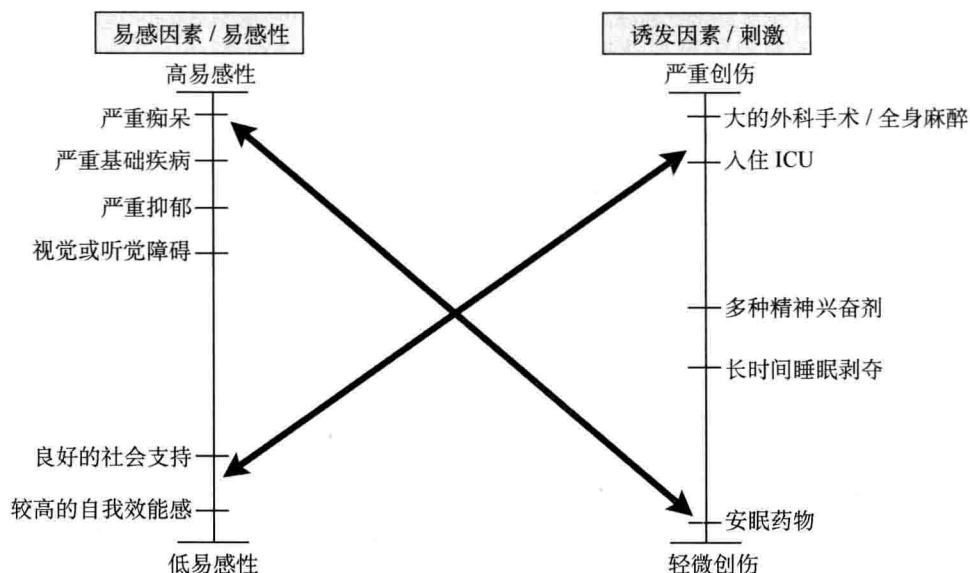 易感因素 / 易感性
高易感性
严重痴呆
严重基础疾病
严重抑郁
视觉或听觉障碍
良好的社会支持
较高的自我效能感
低易感性
诱发因素 / 刺激
严重创伤
大的外科手术 / 全身麻醉
入住 ICU
多种精神兴奋剂
长时间睡眠剥夺
安眠药物
轻微创伤